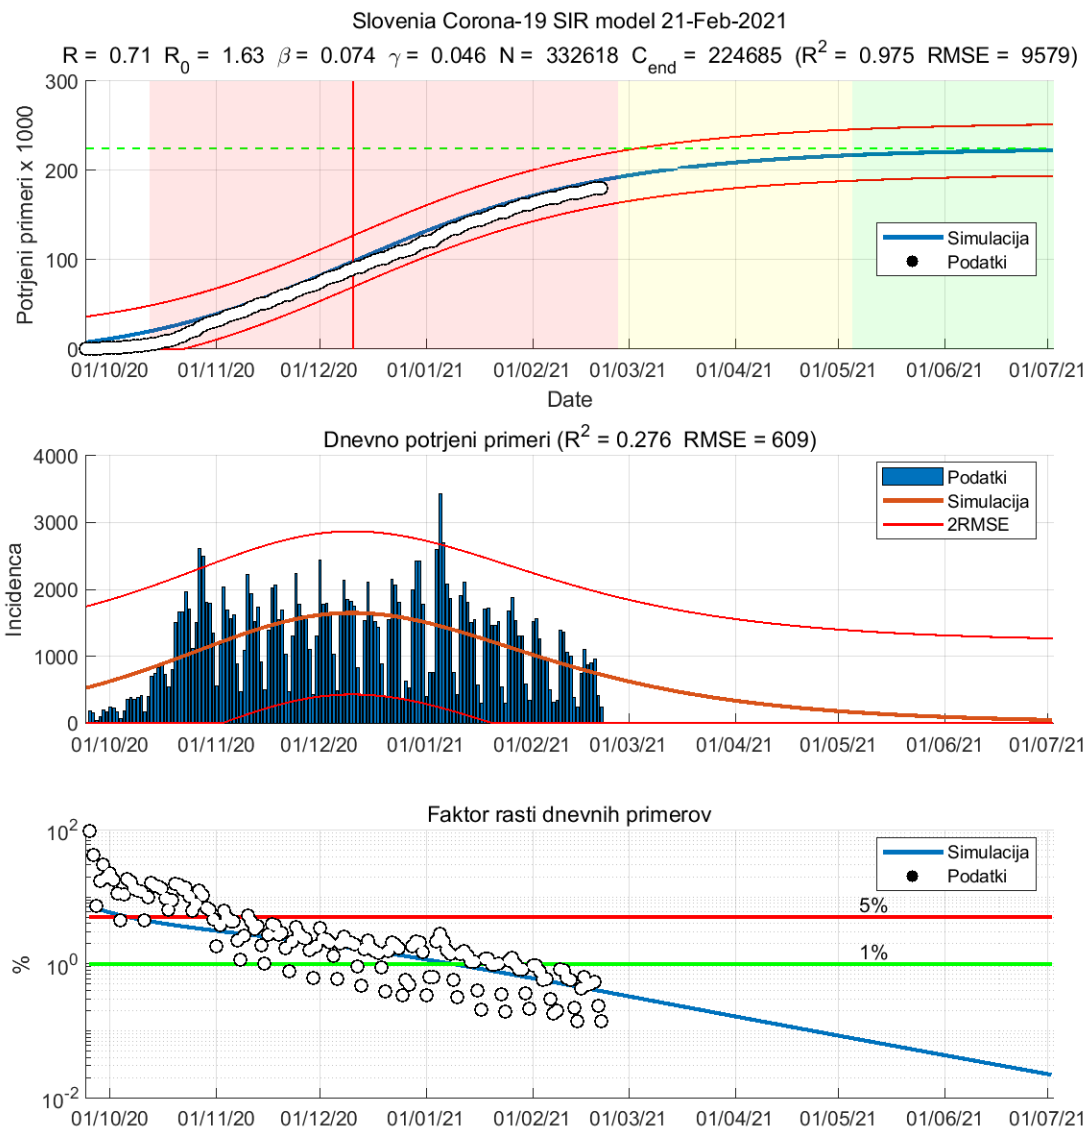 Slovenia Corona-19 SIR model 21-Feb-2021
R = 0.71 R0 = 1.63 β = 0.074 γ = 0.046 N = 332618 Cend = 224685 (R2 = 0.975 RMSE = 9579)
Potrjeni primeri x 1000
300
200
100
0
Simulacija
Podatki
01/10/20 01/11/20 01/12/20 01/01/21 01/02/21 01/03/21 01/04/21 01/05/21 01/06/21 01/07/21
Date
Dnevno potrjeni primeri (R2 = 0.276 RMSE = 609)
Incidenca
4000
3000
2000
1000
0
Podatki
Simulacija
2RMSE
01/10/20 01/11/20 01/12/20 01/01/21 01/02/21 01/03/21 01/04/21 01/05/21 01/06/21 01/07/21
Faktor rasti dnevnih primerov
%
10^2
10^0
10^-2
Simulacija
Podatki
5%
1%
01/10/20 01/11/20 01/12/20 01/01/21 01/02/21 01/03/21 01/04/21 01/05/21 01/06/21 01/07/21